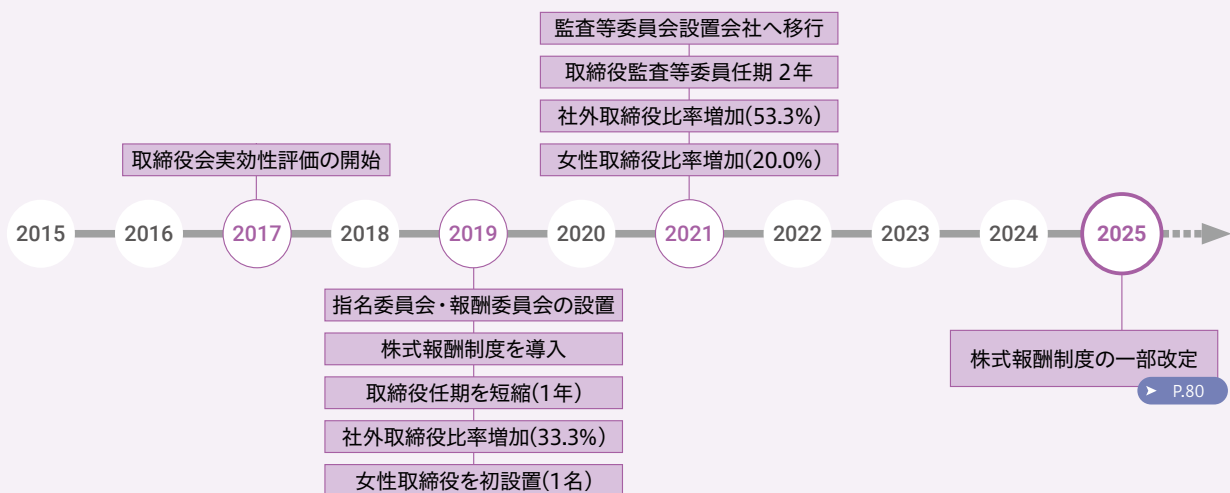 監査等委員会設置会社へ移行
取締役監査等委員任期 2年
社外取締役比率増加(53.3%)
女性取締役比率増加(20.0%)
取締役会実効性評価の開始
2015
2016
2017
2018
2019
2020
2021
2022
2023
2024
2025
指名委員会・報酬委員会の設置
株式報酬制度を導入
取締役任期を短縮(1年)
社外取締役比率増加(33.3%)
女性取締役を初設置(1名)
株式報酬制度の一部改定
➤ P.80